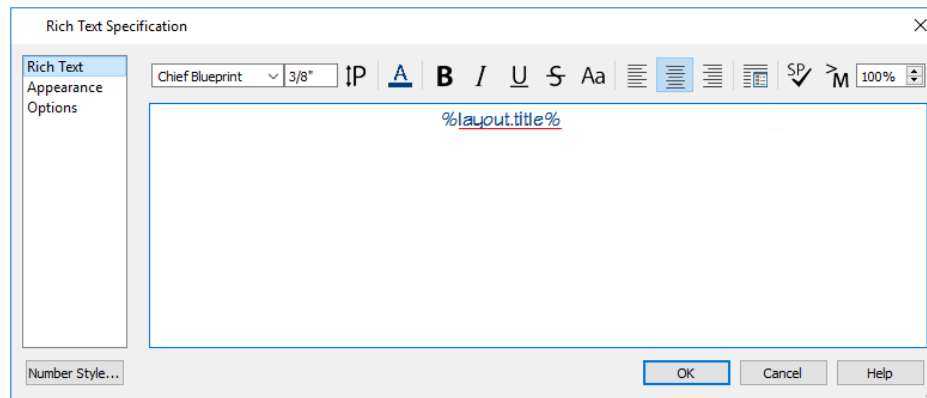 Rich Text Specification
Rich Text
Appearance
Options
Chief Blueprint 3/8" P A B I U S Aa SP M 100%
%layout.title%
Number Style... OK Cancel Help